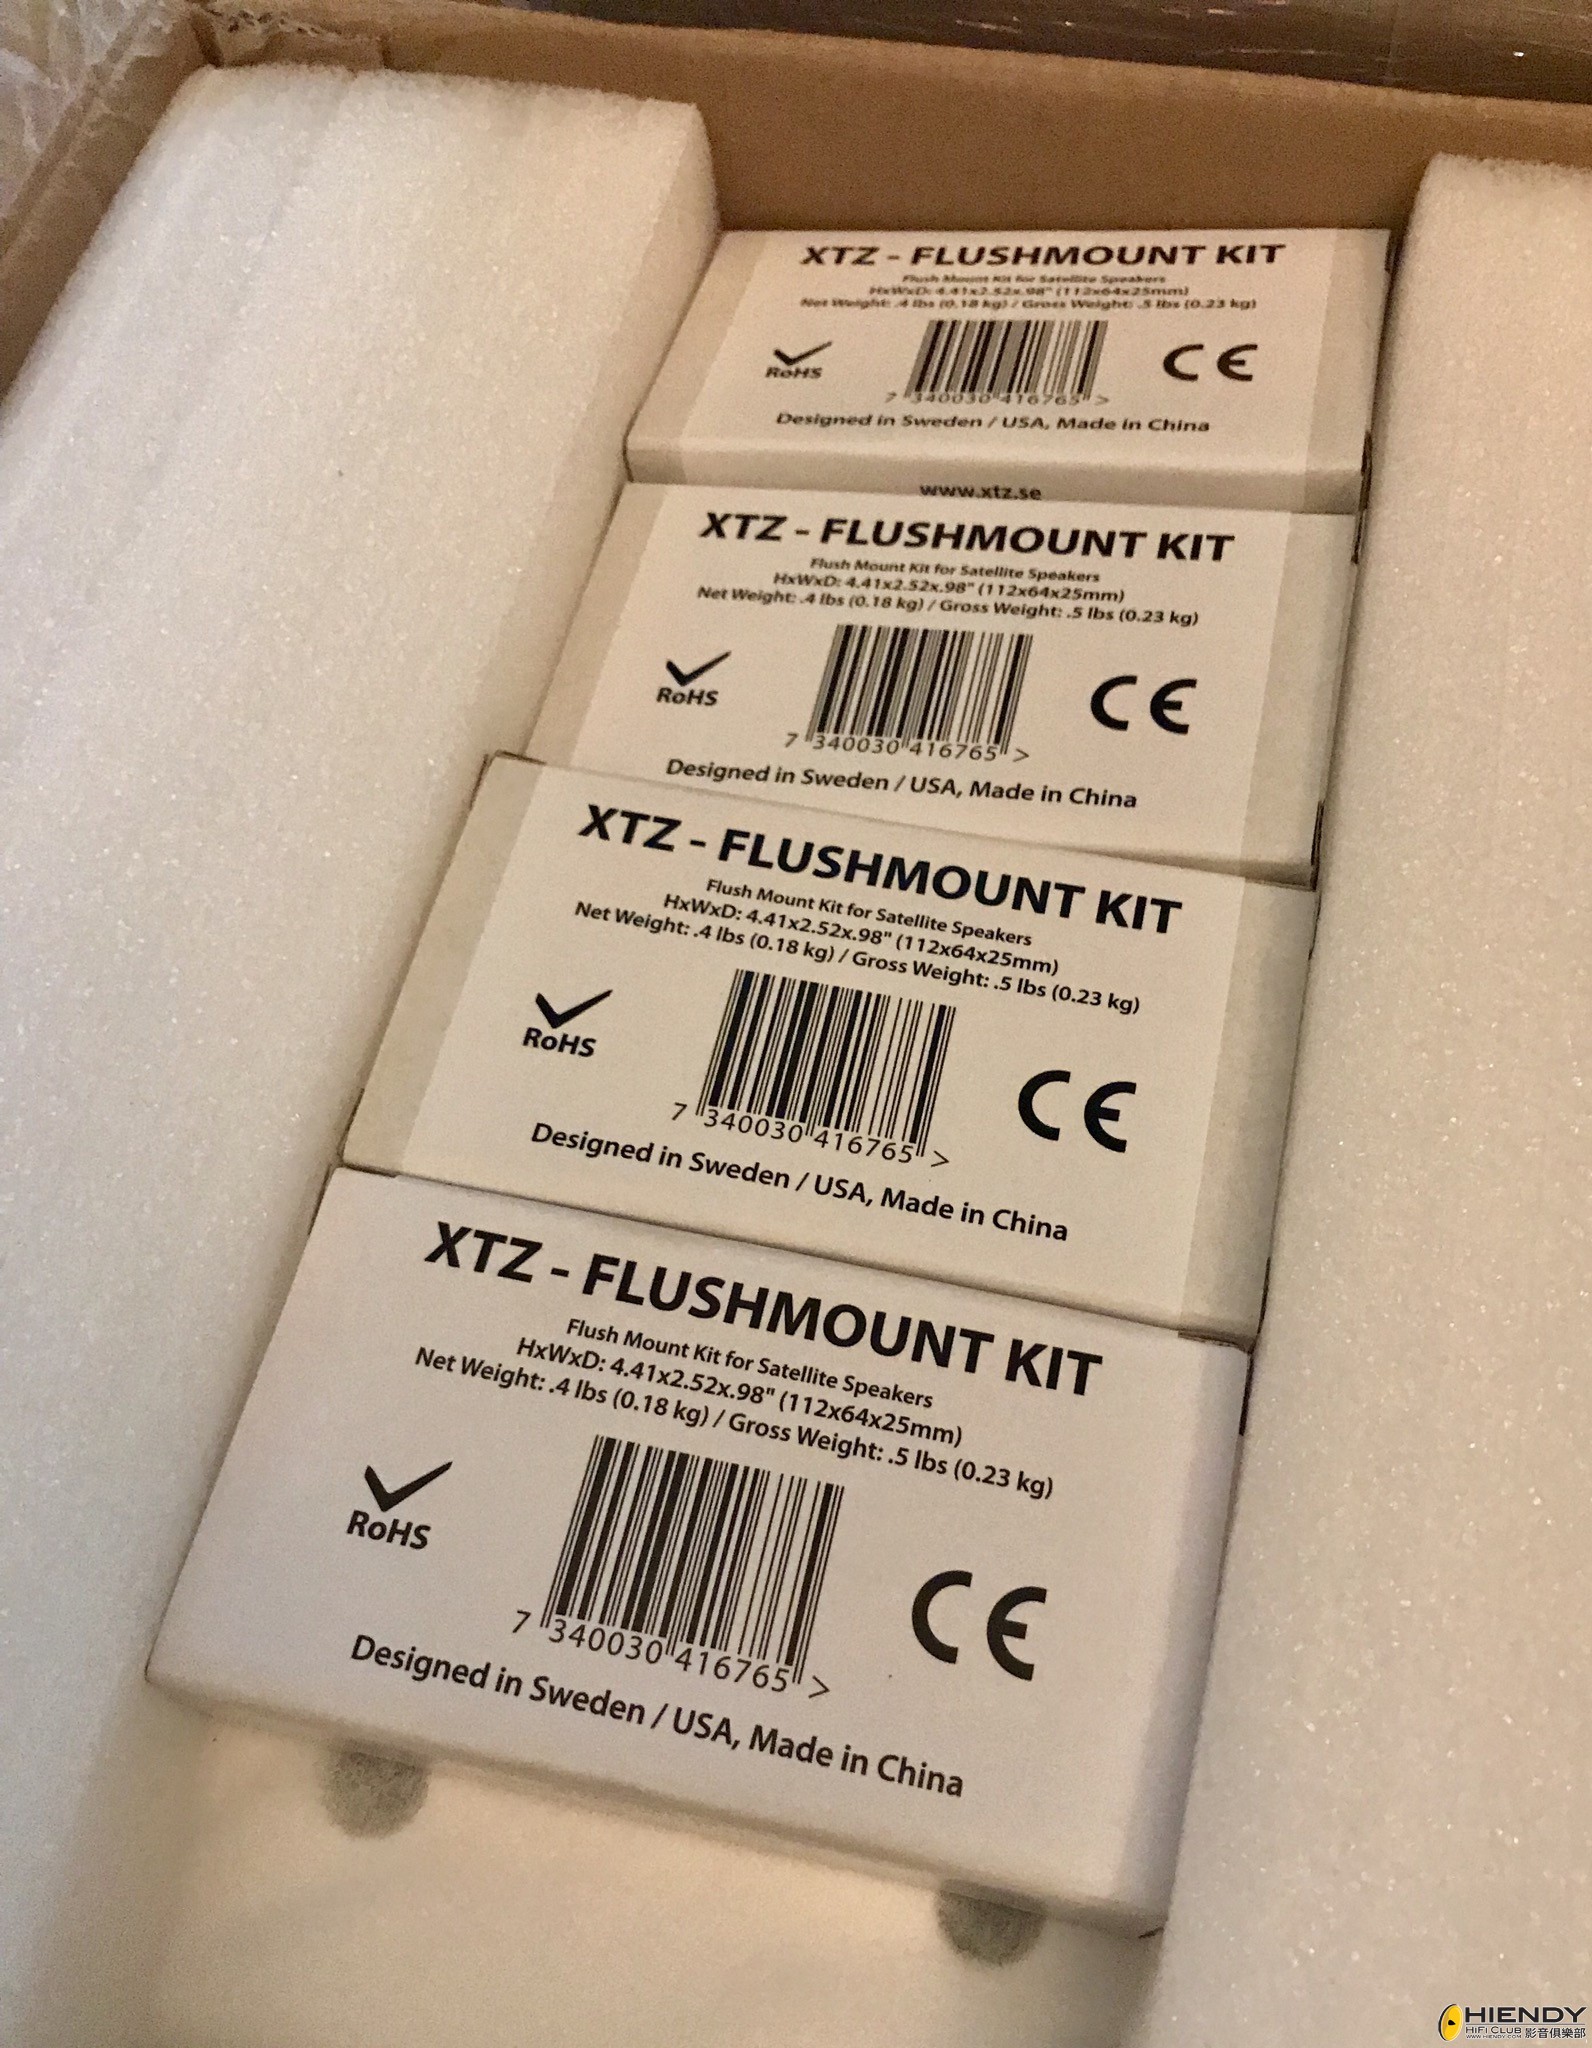 XTZ - FLUSHMOUNT KIT
Flush Mount Kit for Satellite Speakers
HxWxD: 4.41x2.52x.98" (112x64x25mm)
Net Weight: .4 lbs (0.18 kg) / Gross Weight: .5 lbs (0.23 kg)
RoHS
CE
7 340030 416765 >
Designed in Sweden / USA, Made in China
www.xtz.se
XTZ - FLUSHMOUNT KIT
Flush Mount Kit for Satellite Speakers
HxWxD: 4.41x2.52x.98" (112x64x25mm)
Net Weight: .4 lbs (0.18 kg) / Gross Weight: .5 lbs (0.23 kg)
RoHS
CE
7 340030 416765 >
Designed in Sweden / USA, Made in China
XTZ - FLUSHMOUNT KIT
Flush Mount Kit for Satellite Speakers
HxWxD: 4.41x2.52x.98" (112x64x25mm)
Net Weight: .4 lbs (0.18 kg) / Gross Weight: .5 lbs (0.23 kg)
RoHS
CE
7 340030 416765 >
Designed in Sweden / USA, Made in China
XTZ - FLUSHMOUNT KIT
Flush Mount Kit for Satellite Speakers
HxWxD: 4.41x2.52x.98" (112x64x25mm)
Net Weight: .4 lbs (0.18 kg) / Gross Weight: .5 lbs (0.23 kg)
RoHS
CE
7 340030 416765 >
Designed in Sweden / USA, Made in China
HIENDY
HiFi CLUB 影音俱樂部
WWW.HIENDY.COM